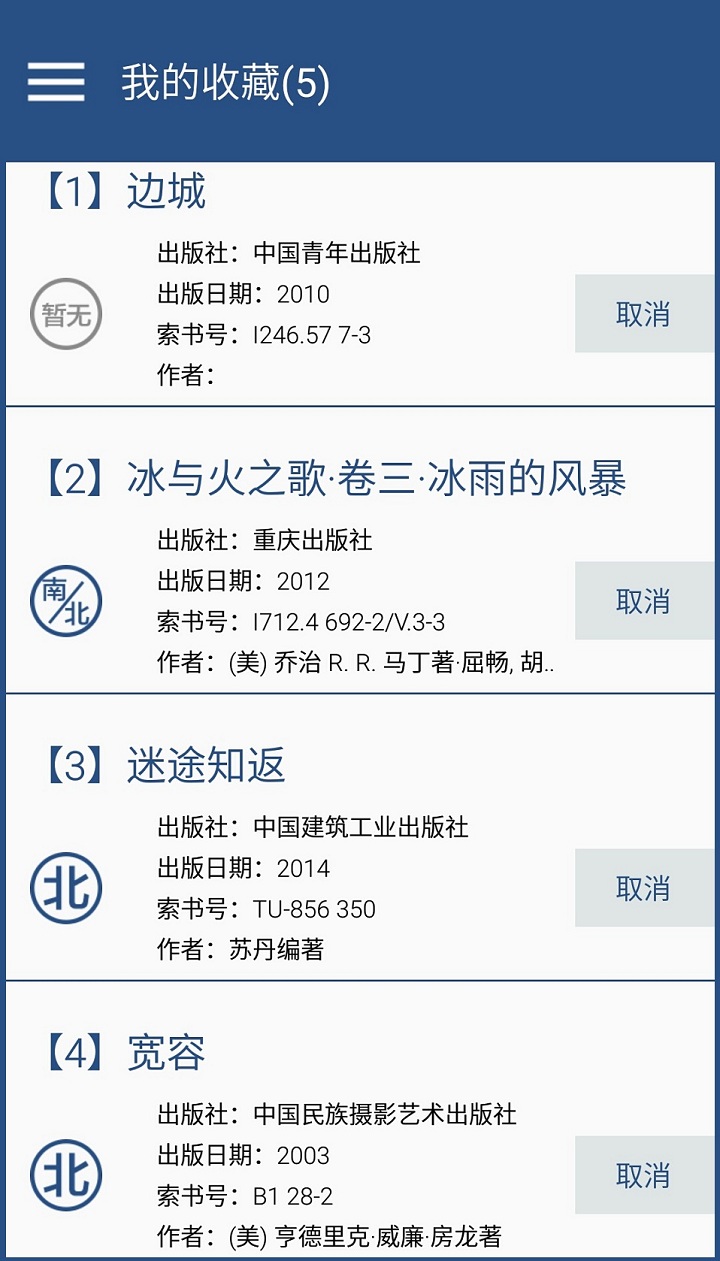 我的收藏(5)
【1】边城
出版社：中国青年出版社
出版日期：2010
暂无
取消
索书号：I246.57 7-3
作者：
【2】冰与火之歌·卷三·冰雨的风暴
出版社：重庆出版社
出版日期：2012
南/北
取消
索书号：I712.4 692-2/V.3-3
作者：(美) 乔治 R. R. 马丁著·屈畅, 胡..
【3】迷途知返
出版社：中国建筑工业出版社
出版日期：2014
北
取消
索书号：TU-856 350
作者：苏丹编著
【4】宽容
出版社：中国民族摄影艺术出版社
出版日期：2003
北
取消
索书号：B1 28-2
作者：(美) 亨德里克·威廉·房龙著